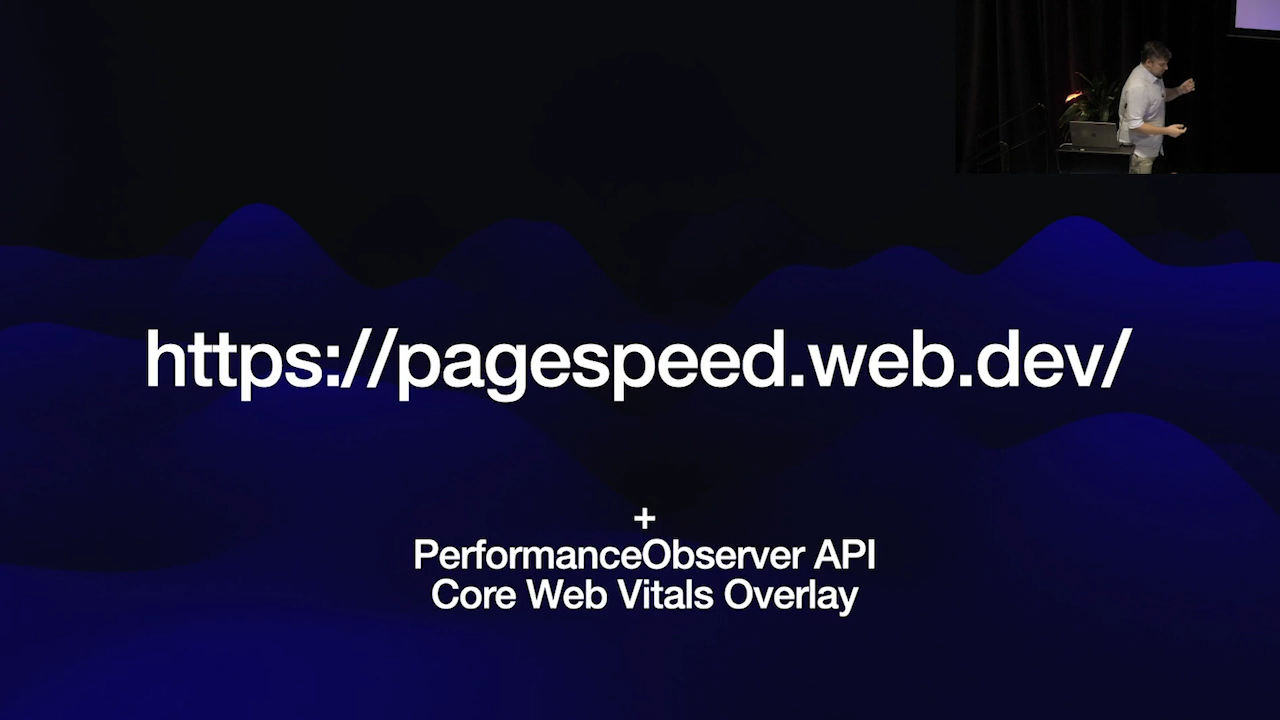 https://pagespeed.web.dev/
+
PerformanceObserver API
Core Web Vitals Overlay